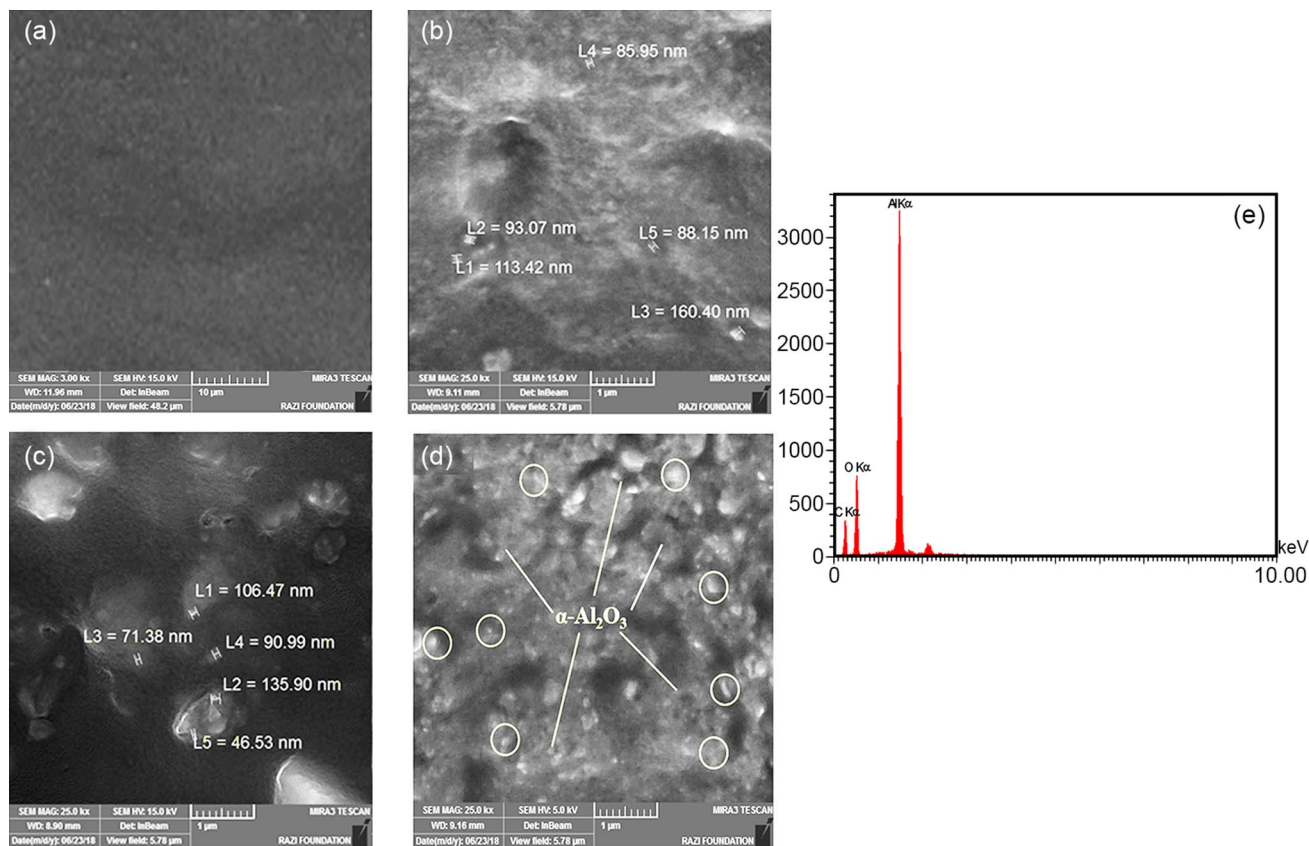 (a)
SEM MAG: 3.00 kx SEM HV: 15.0 kV MIRA3 TESCAN
WD: 11.96 mm Det: InBeam 10 µm
Date(m/d/y): 06/23/18 View field: 48.2 µm RAZI FOUNDATION
(b)
L4 = 85.95 nm
L2 = 93.07 nm
L5 = 88.15 nm
L1 = 113.42 nm
L3 = 160.40 nm
SEM MAG: 25.0 kx SEM HV: 15.0 kV MIRA3 TESCAN
WD: 9.11 mm Det: InBeam 1 µm
Date(m/d/y): 06/23/18 View field: 5.78 µm RAZI FOUNDATION
(c)
L1 = 106.47 nm
L3 = 71.38 nm
L4 = 90.99 nm
L2 = 135.90 nm
L5 = 46.53 nm
SEM MAG: 25.0 kx SEM HV: 15.0 kV MIRA3 TESCAN
WD: 8.90 mm Det: InBeam 1 µm
Date(m/d/y): 06/23/18 View field: 5.78 µm RAZI FOUNDATION
(d)
α-Al₂O₃
SEM MAG: 25.0 kx SEM HV: 5.0 kV MIRA3 TESCAN
WD: 9.16 mm Det: InBeam 1 µm
Date(m/d/y): 06/23/18 View field: 5.78 µm RAZI FOUNDATION
(e)
AlKα
3000
2500
2000
1500
1000
O Kα
500
C Kα
0
keV
0 10.00